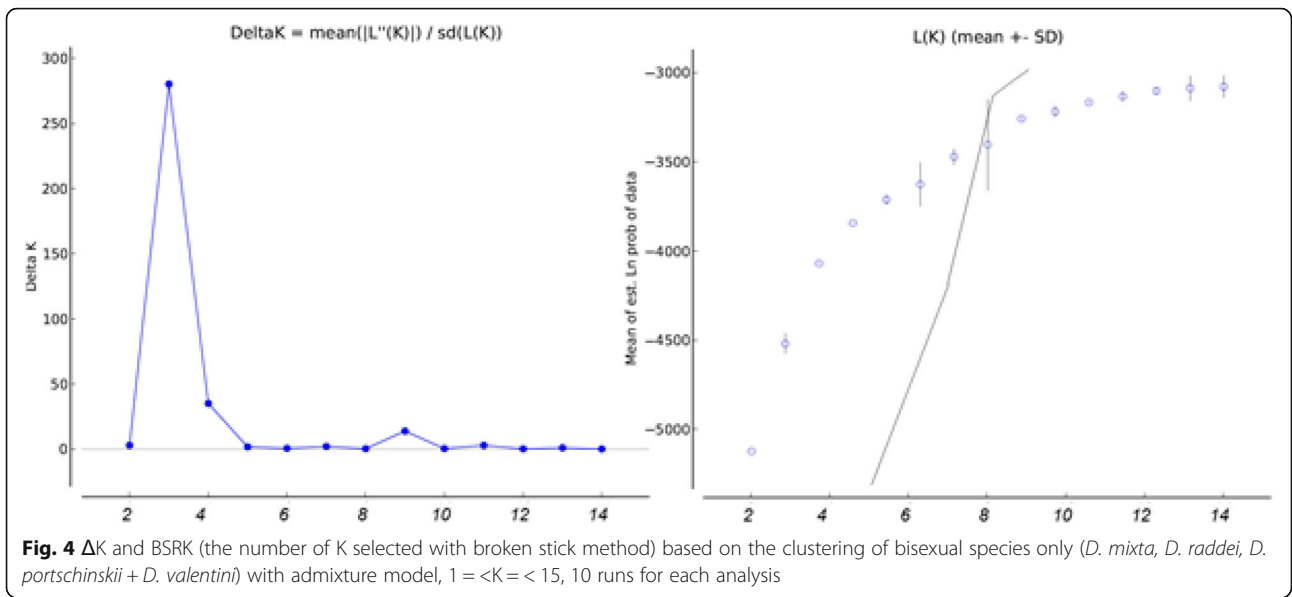 DeltaK = mean(|L''(K)|) / sd(L(K))
300
250
200
150
100
50
0
Delta K
2 4 6 8 10 12 14
L(K) (mean +- SD)
−3000
−3500
−4000
−4500
−5000
Mean of est. Ln prob of data
2 4 6 8 10 12 14
Fig. 4 ΔK and BSRK (the number of K selected with broken stick method) based on the clustering of bisexual species only (D. mixta, D. raddei, D.
portschinskii + D. valentini) with admixture model, 1 = <K = < 15, 10 runs for each analysis